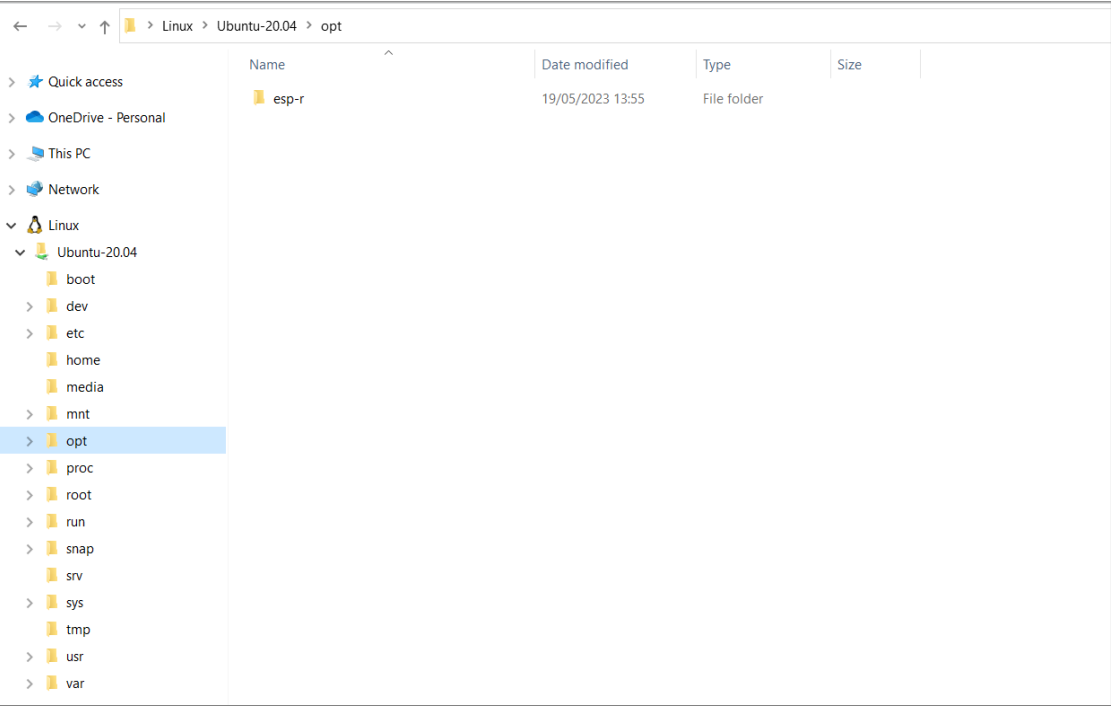 Linux > Ubuntu-20.04 > opt
Name Date modified Type Size
esp-r 19/05/2023 13:55 File folder
Quick access
OneDrive - Personal
This PC
Network
Linux
Ubuntu-20.04
boot
dev
etc
home
media
mnt
opt
proc
root
run
snap
srv
sys
tmp
usr
var